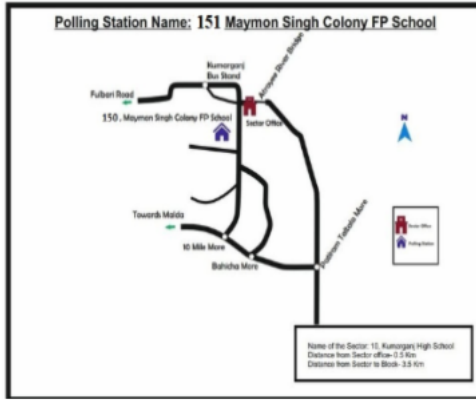 Polling Station Name: 151 Maymon Singh Colony FP School
Kumarganj
Bus Stand
Atrayee River Bridge
Fulbari Road
150. Maymon Singh Colony FP School
Sector Office
N
Towards Malda
10 Mile More
Bahicha More
Patiram Taltala More
Sector Office
Polling Station
Name of the Sector: 10, Kumarganj High School
Distance from Sector office- 0.5 Km
Distance from Sector to Block- 3.5 Km